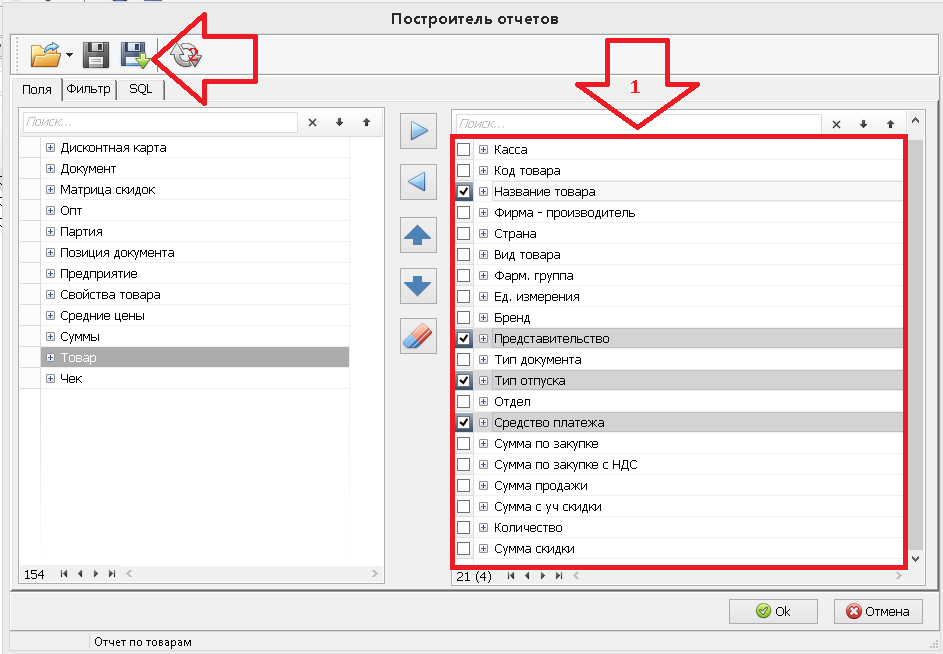 Построитель отчетов
2
1
Поля
Фильтр
SQL
Поиск...
Дисконтная карта
Документ
Матрица скидок
Опт
Партия
Позиция документа
Предприятие
Свойства товара
Средние цены
Суммы
Товар
Чек
154
Поиск...
Касса
Код товара
Название товара
Фирма - производитель
Страна
Вид товара
Фарм. группа
Ед. измерения
Бренд
Представительство
Тип документа
Тип отпуска
Отдел
Средство платежа
Сумма по закупке
Сумма по закупке с НДС
Сумма продажи
Сумма с уч скидки
Количество
Сумма скидки
21 (4)
Ok
Отмена
Отчет по товарам